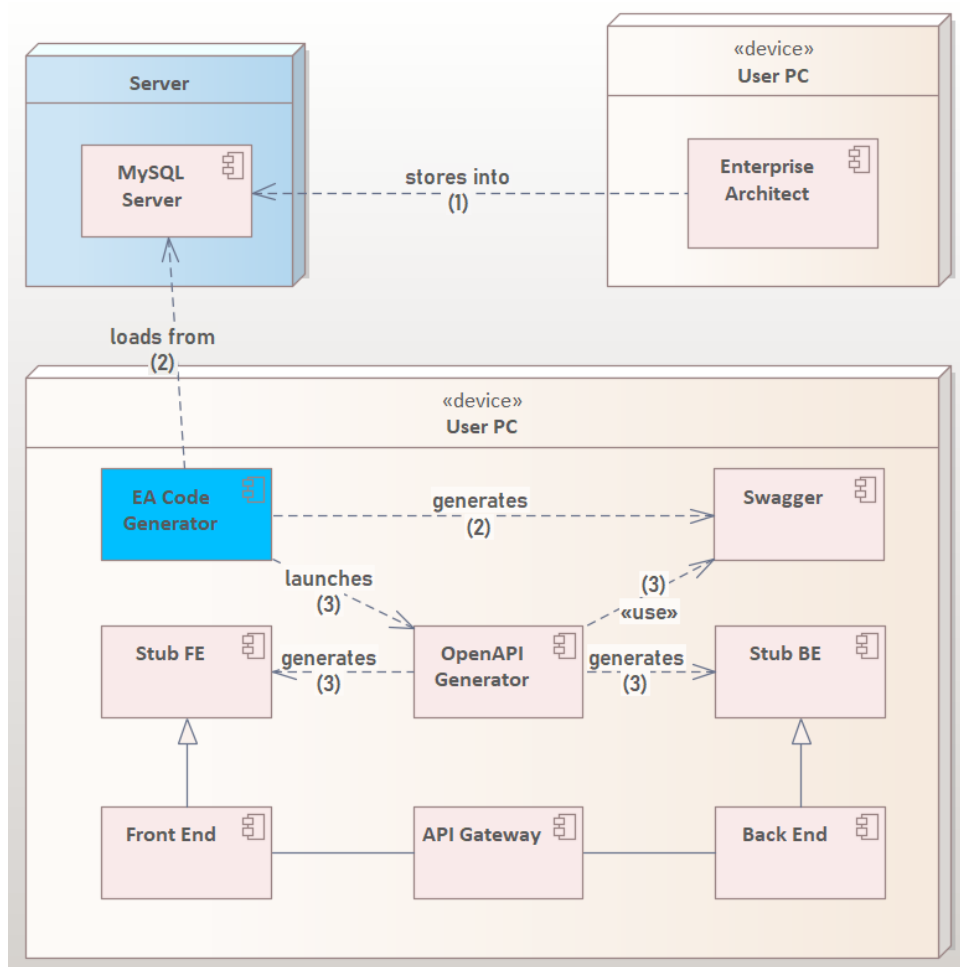 Server
«device»
User PC
MySQL
Server
stores into
(1)
Enterprise
Architect
loads from
(2)
«device»
User PC
EA Code
Generator
generates
(2)
Swagger
launches
(3)
(3)
«use»
Stub FE
generates
(3)
OpenAPI
Generator
generates
(3)
Stub BE
Front End
API Gateway
Back End